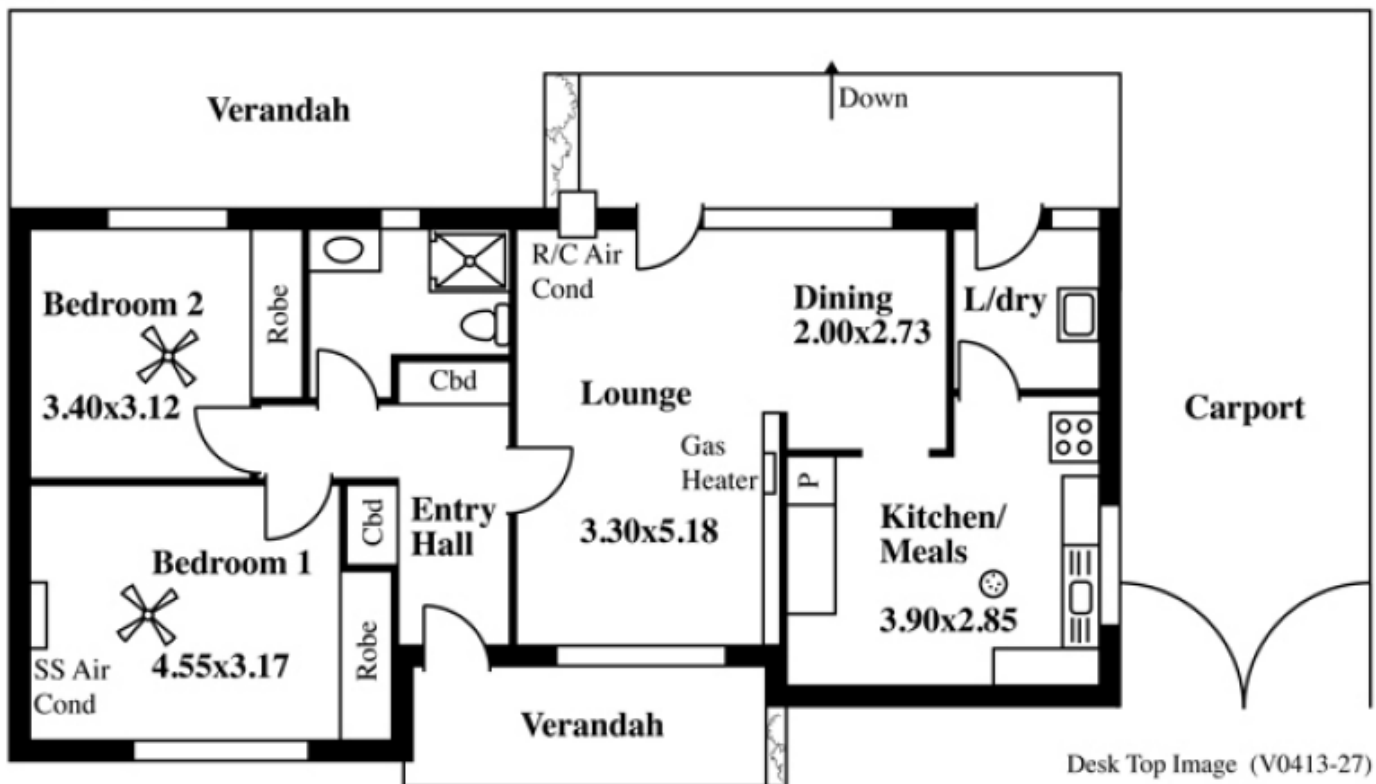 Verandah
Down
R/C Air
Cond
Bedroom 2
Robe
Dining
2.00x2.73
L/dry
3.40x3.12
Cbd
Lounge
Carport
Gas
Heater
P
Cbd
Entry
Hall
3.30x5.18
Kitchen/
Meals
Bedroom 1
3.90x2.85
SS Air
Cond
4.55x3.17
Robe
Verandah
Desk Top Image (V0413-27)